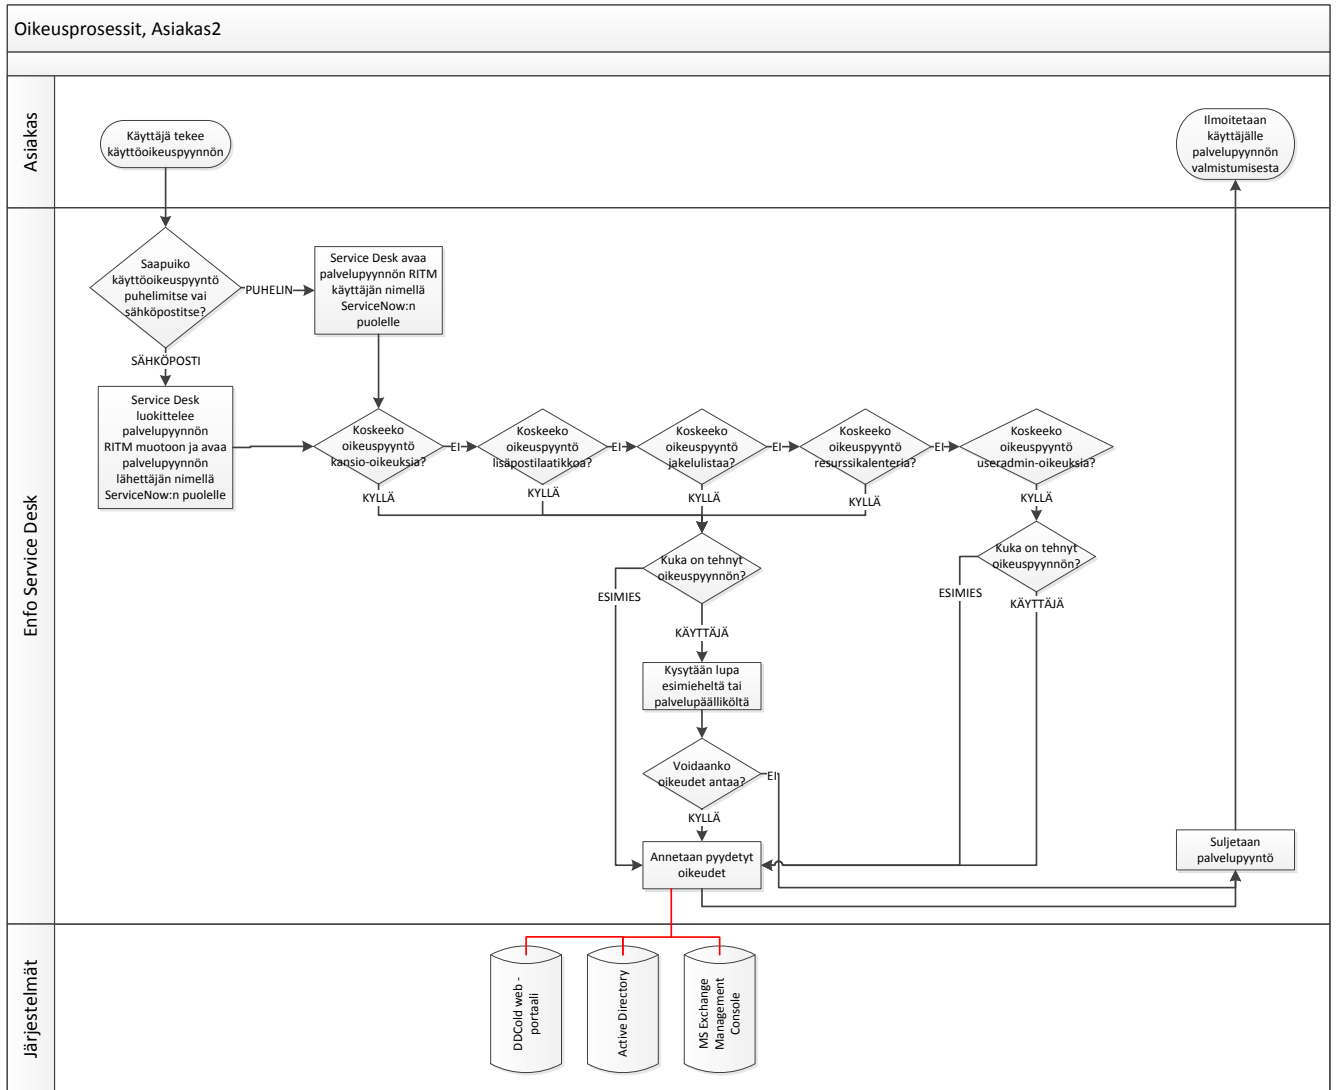 Oikeusprosessit, Asiakas2
Asiakas
Käyttäjä tekee
käyttöoikeuspyynnön
Ilmoitetaan
käyttäjälle
palvelupyynnön
valmistumisesta
Enfo Service Desk
Saapuiko
käyttöoikeuspyyntö
puhelimitse vai
sähköpostitse?
PUHELIN
Service Desk avaa
palvelupyynnön RITM
käyttäjän nimellä
ServiceNow:n
puolelle
SÄHKÖPOSTI
Service Desk
luokittelee
palvelupyynnön
RITM muotoon ja avaa
palvelupyynnön
lähettäjän nimellä
ServiceNow:n puolelle
Koskeeko
oikeuspyyntö
kansio-oikeuksia?
EI
Koskeeko
oikeuspyyntö
lisäpostilaatikkoa?
EI
Koskeeko
oikeuspyyntö
jakelulistaa?
EI
Koskeeko
oikeuspyyntö
resurssikalenteria?
EI
Koskeeko
oikeuspyyntö
useradmin-oikeuksia?
KYLLÄ
KYLLÄ
KYLLÄ
KYLLÄ
KYLLÄ
Kuka on tehnyt
oikeuspyynnön?
ESIMIES
KÄYTTÄJÄ
Kuka on tehnyt
oikeuspyynnön?
ESIMIES
KÄYTTÄJÄ
Kysytään lupa
esimieheltä tai
palvelupäälliköltä
Voidaanko
oikeudet antaa?
EI
KYLLÄ
Annetaan pyydetyt
oikeudet
Suljetaan
palvelupyyntö
Järjestelmät
DDCold web -
portaali
Active Directory
MS Exchange
Management
Console